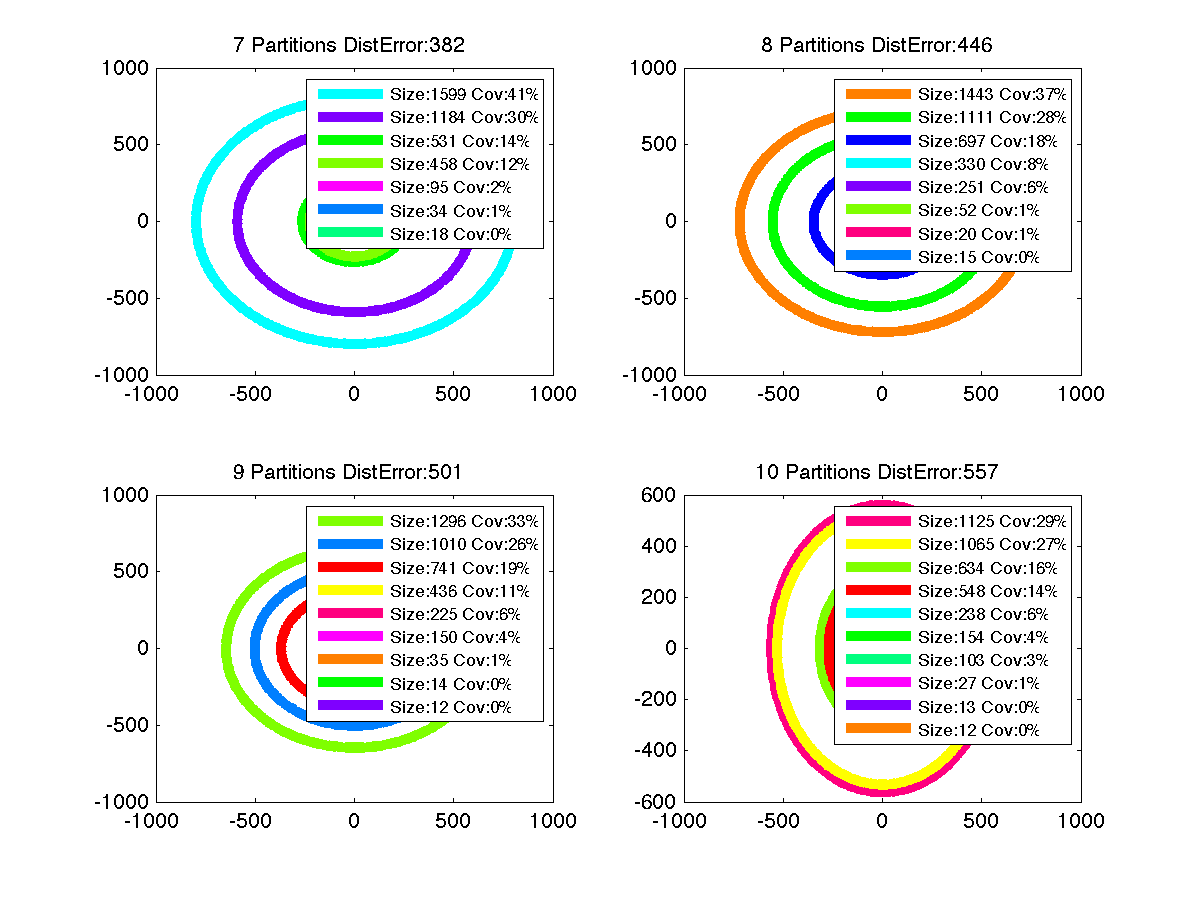 7 Partitions DistError:382
1000
500
0
-500
-1000
-1000 -500 0 500 1000
Size:1599 Cov:41%
Size:1184 Cov:30%
Size:531 Cov:14%
Size:458 Cov:12%
Size:95 Cov:2%
Size:34 Cov:1%
Size:18 Cov:0%
8 Partitions DistError:446
1000
500
0
-500
-1000
-1000 -500 0 500 1000
Size:1443 Cov:37%
Size:1111 Cov:28%
Size:697 Cov:18%
Size:330 Cov:8%
Size:251 Cov:6%
Size:52 Cov:1%
Size:20 Cov:1%
Size:15 Cov:0%
9 Partitions DistError:501
1000
500
0
-500
-1000
-1000 -500 0 500 1000
Size:1296 Cov:33%
Size:1010 Cov:26%
Size:741 Cov:19%
Size:436 Cov:11%
Size:225 Cov:6%
Size:150 Cov:4%
Size:35 Cov:1%
Size:14 Cov:0%
Size:12 Cov:0%
10 Partitions DistError:557
600
400
200
0
-200
-400
-600
-1000 -500 0 500 1000
Size:1125 Cov:29%
Size:1065 Cov:27%
Size:634 Cov:16%
Size:548 Cov:14%
Size:238 Cov:6%
Size:154 Cov:4%
Size:103 Cov:3%
Size:27 Cov:1%
Size:13 Cov:0%
Size:12 Cov:0%